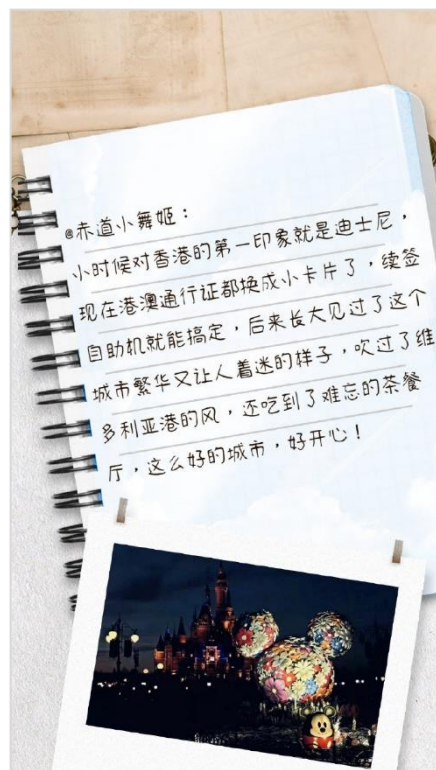 @赤道小舞姬：
小时候对香港的第一印象就是迪士尼，
现在港澳通行证都换成小卡片了，续签
自助机就能搞定，后来长大见过了这个
城市繁华又让人着迷的样子，吹过了维
多利亚港的风，还吃到了难忘的茶餐
厅，这么好的城市，好开心！